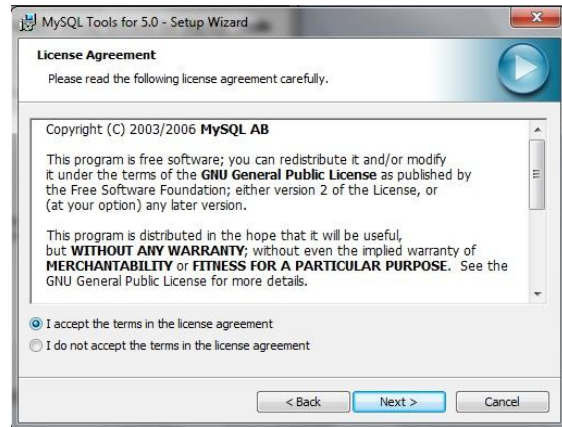 MySQL Tools for 5.0 - Setup Wizard
License Agreement
Please read the following license agreement carefully.
Copyright (C) 2003/2006 MySQL AB
This program is free software; you can redistribute it and/or modify
it under the terms of the GNU General Public License as published by
the Free Software Foundation; either version 2 of the License, or
(at your option) any later version.
This program is distributed in the hope that it will be useful,
but WITHOUT ANY WARRANTY; without even the implied warranty of
MERCHANTABILITY or FITNESS FOR A PARTICULAR PURPOSE. See the
GNU General Public License for more details.
I accept the terms in the license agreement
I do not accept the terms in the license agreement
< Back Next > Cancel